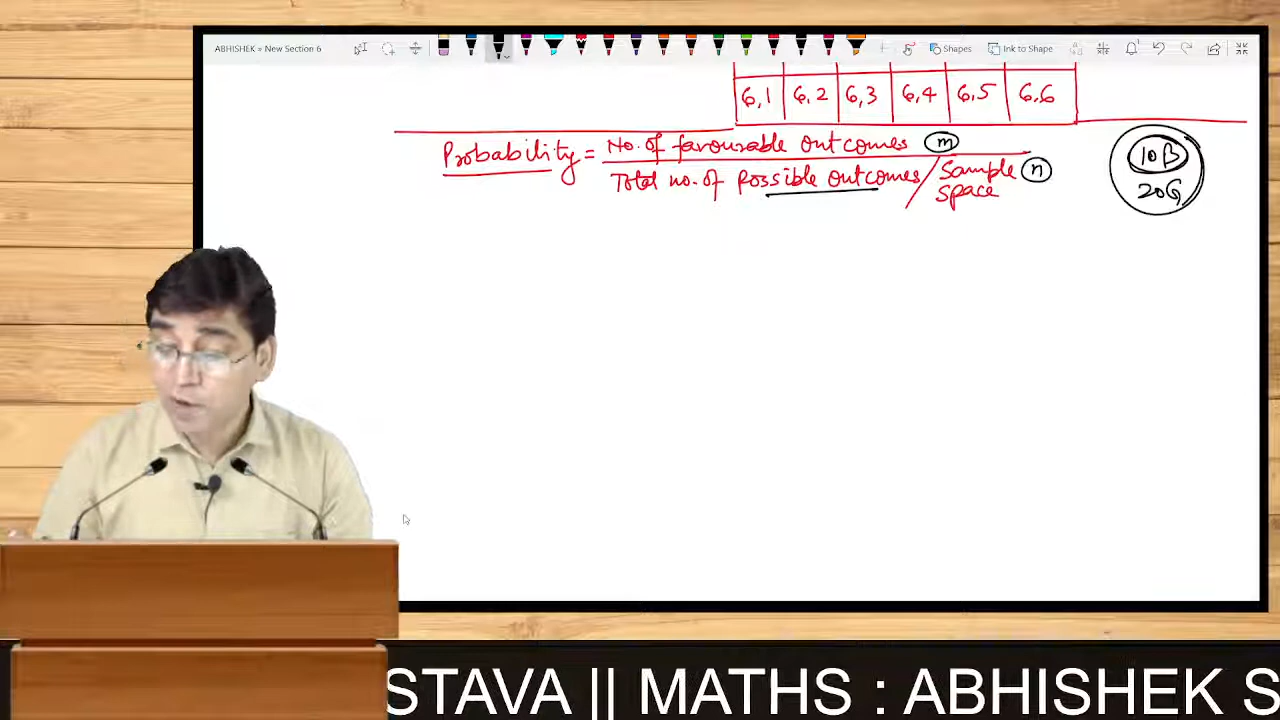 ABHISHEK » New Section 6
Shapes
Ink to Shape
6,1 6,2 6,3 6,4 6,5 6.6
Probability = No. of favourable outcomes m
Total no. of possible outcomes / Sample space n
10B
20G
STAVA || MATHS : ABHISHEK S